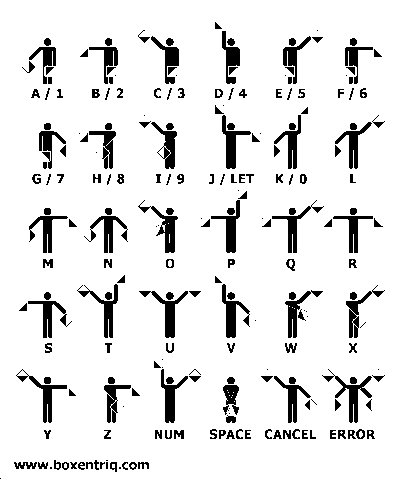 A / 1 B / 2 C / 3 D / 4 E / 5 F / 6
G / 7 H / 8 I / 9 J / LET K / 0 L
M N O P Q R
S T U V W X
Y Z NUM SPACE CANCEL ERROR
www.boxentriq.com